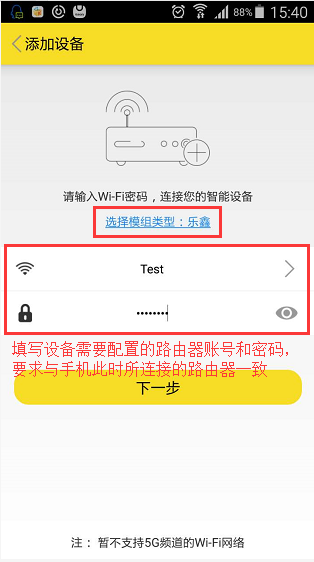 88% 15:40
添加设备
请输入Wi-Fi密码，连接您的智能设备
选择模组类型：乐鑫
Test
•••••••
填写设备需要配置的路由器账号和密码，
要求与手机此时所连接的路由器一致
下一步
注： 暂不支持5G频道的Wi-Fi网络